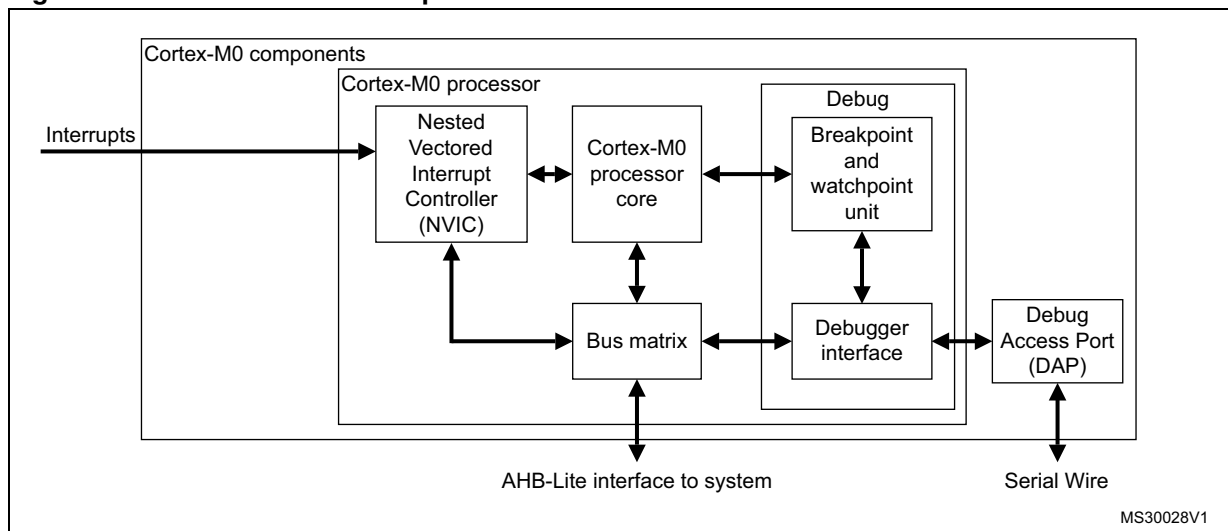 Cortex-M0 components
Cortex-M0 processor
Debug
Interrupts
Nested
Vectored
Interrupt
Controller
(NVIC)
Cortex-M0
processor
core
Breakpoint
and
watchpoint
unit
Bus matrix
Debugger
interface
Debug
Access Port
(DAP)
AHB-Lite interface to system
Serial Wire
MS30028V1